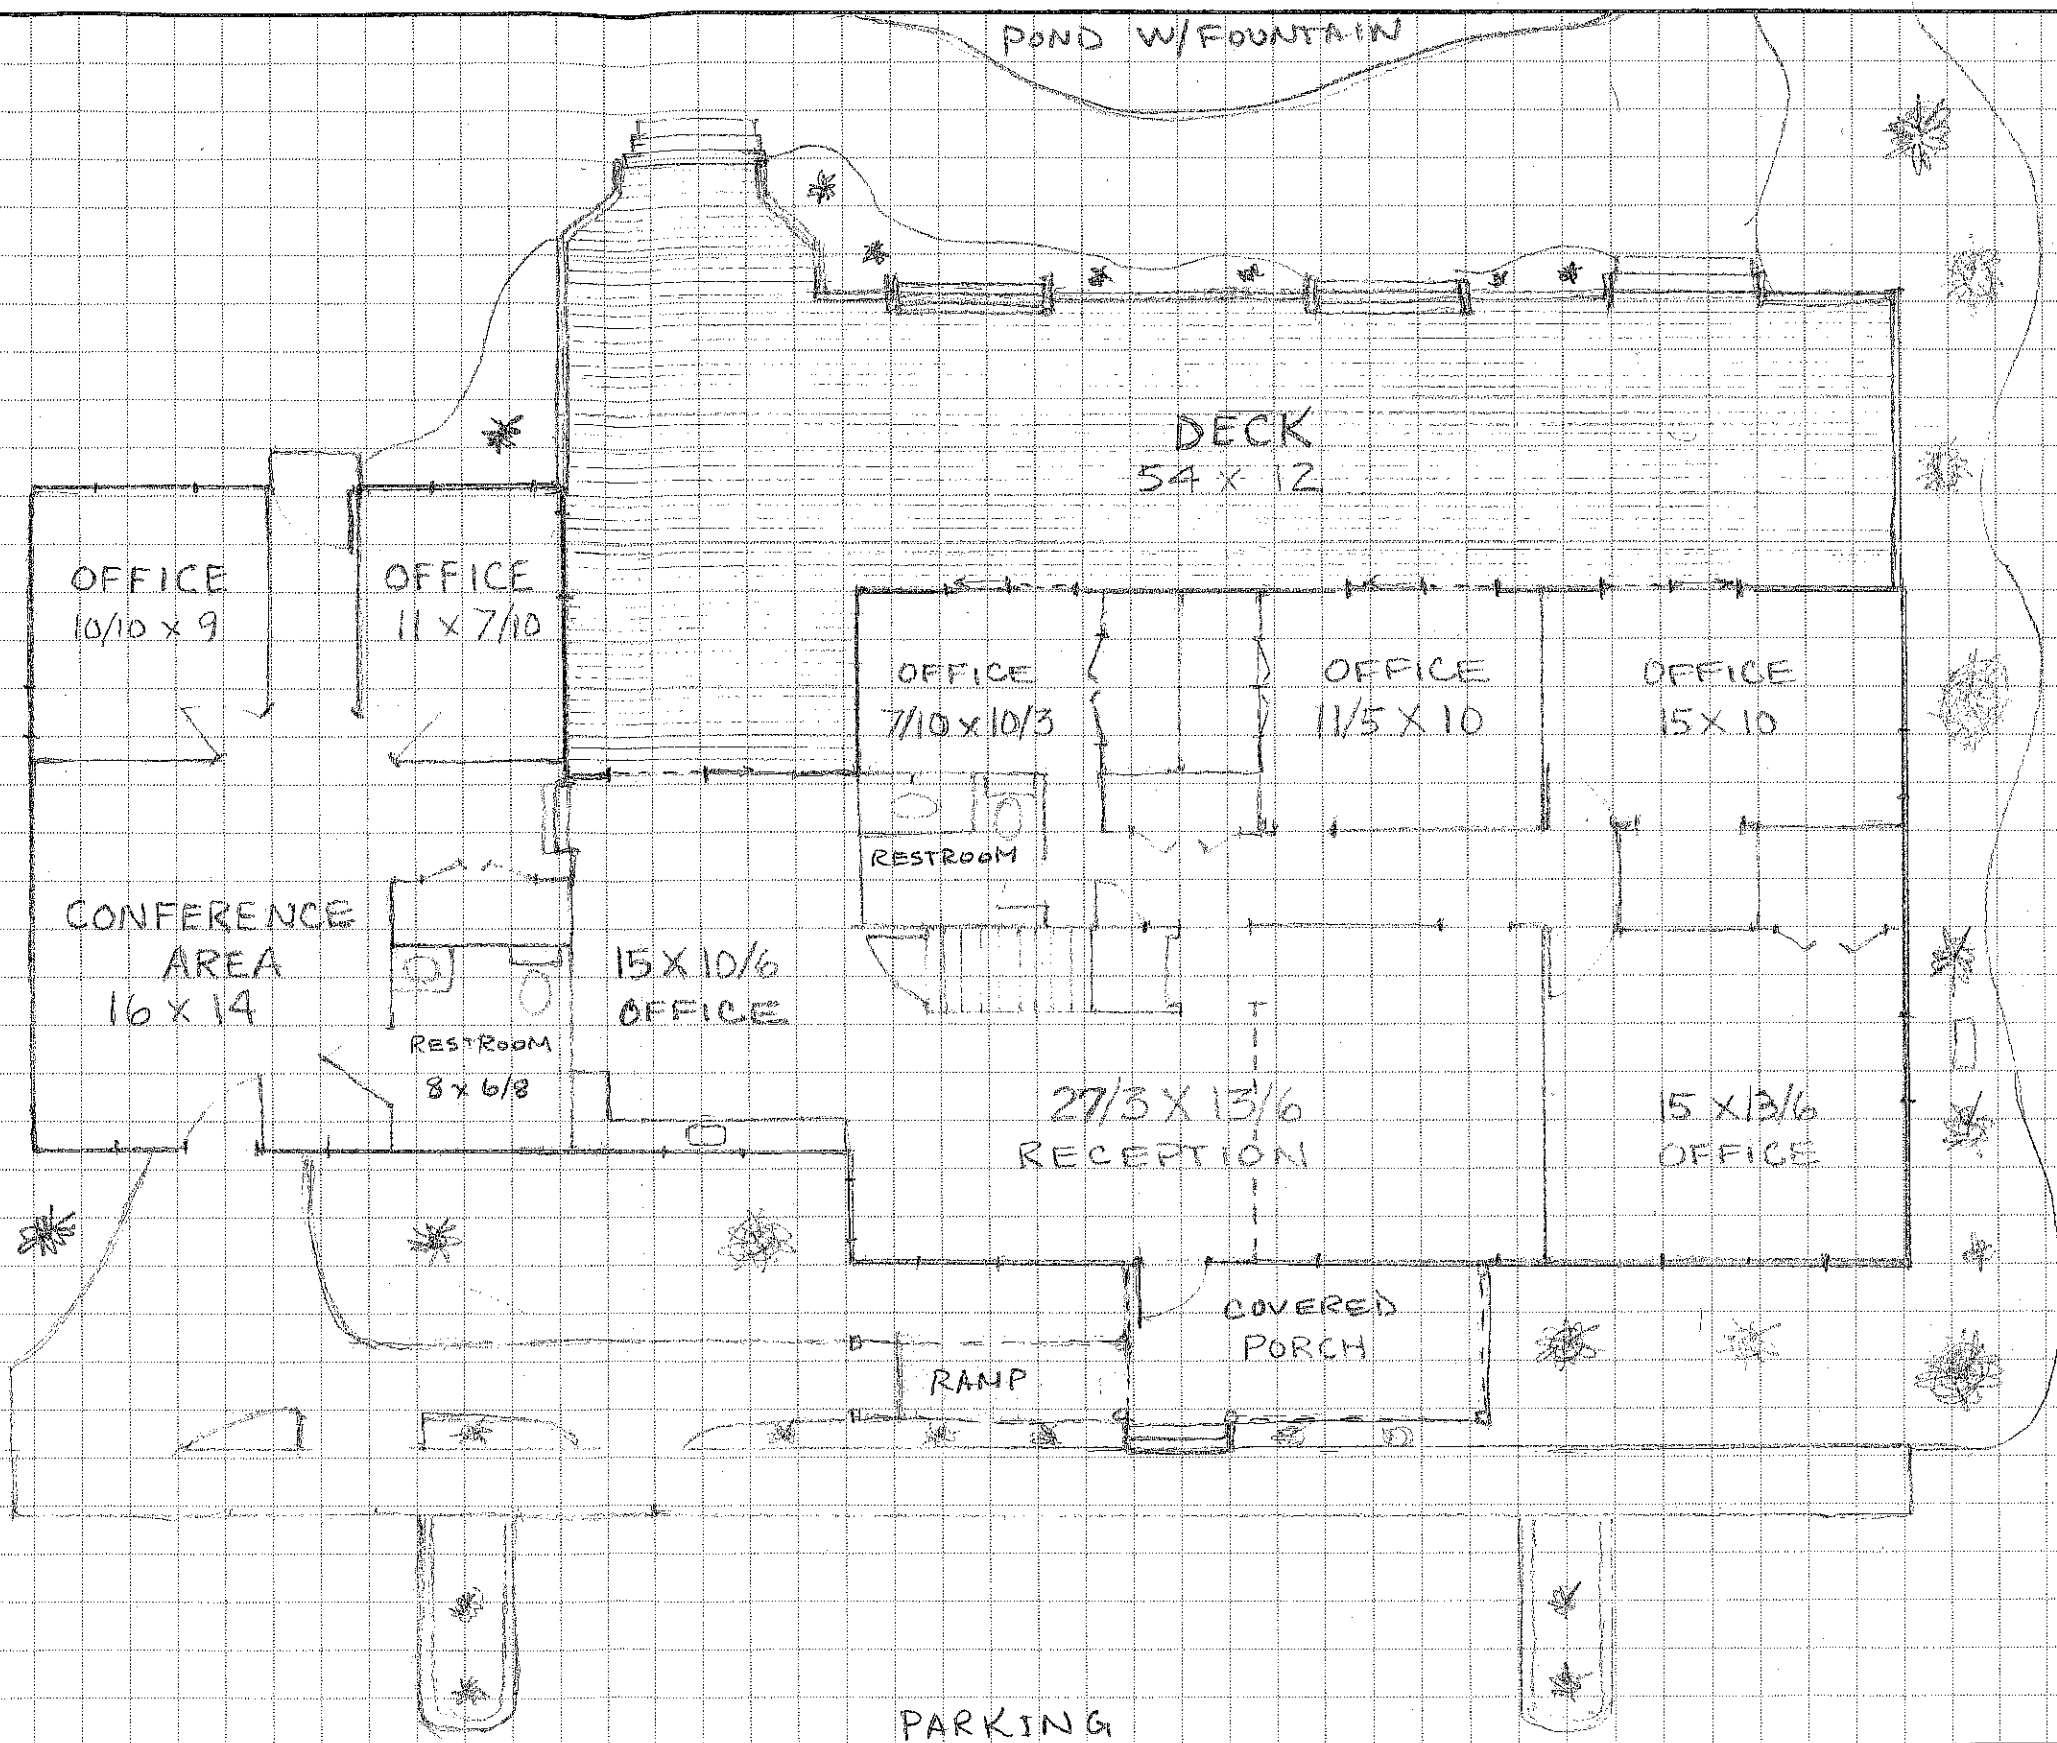 POND W/FOUNTAIN
DECK
54 X 12
OFFICE
10/10 X 9
OFFICE
11 X 7/10
OFFICE
7/10 X 10/3
OFFICE
11/5 X 10
OFFICE
15 X 10
RESTROOM
CONFERENCE
AREA
16 X 14
15 X 10/6
OFFICE
RESTROOM
8 X 6/8
27/3 X 13/6
RECEPTION
15 X 13/6
OFFICE
COVERED
PORCH
RAMP
PARKING